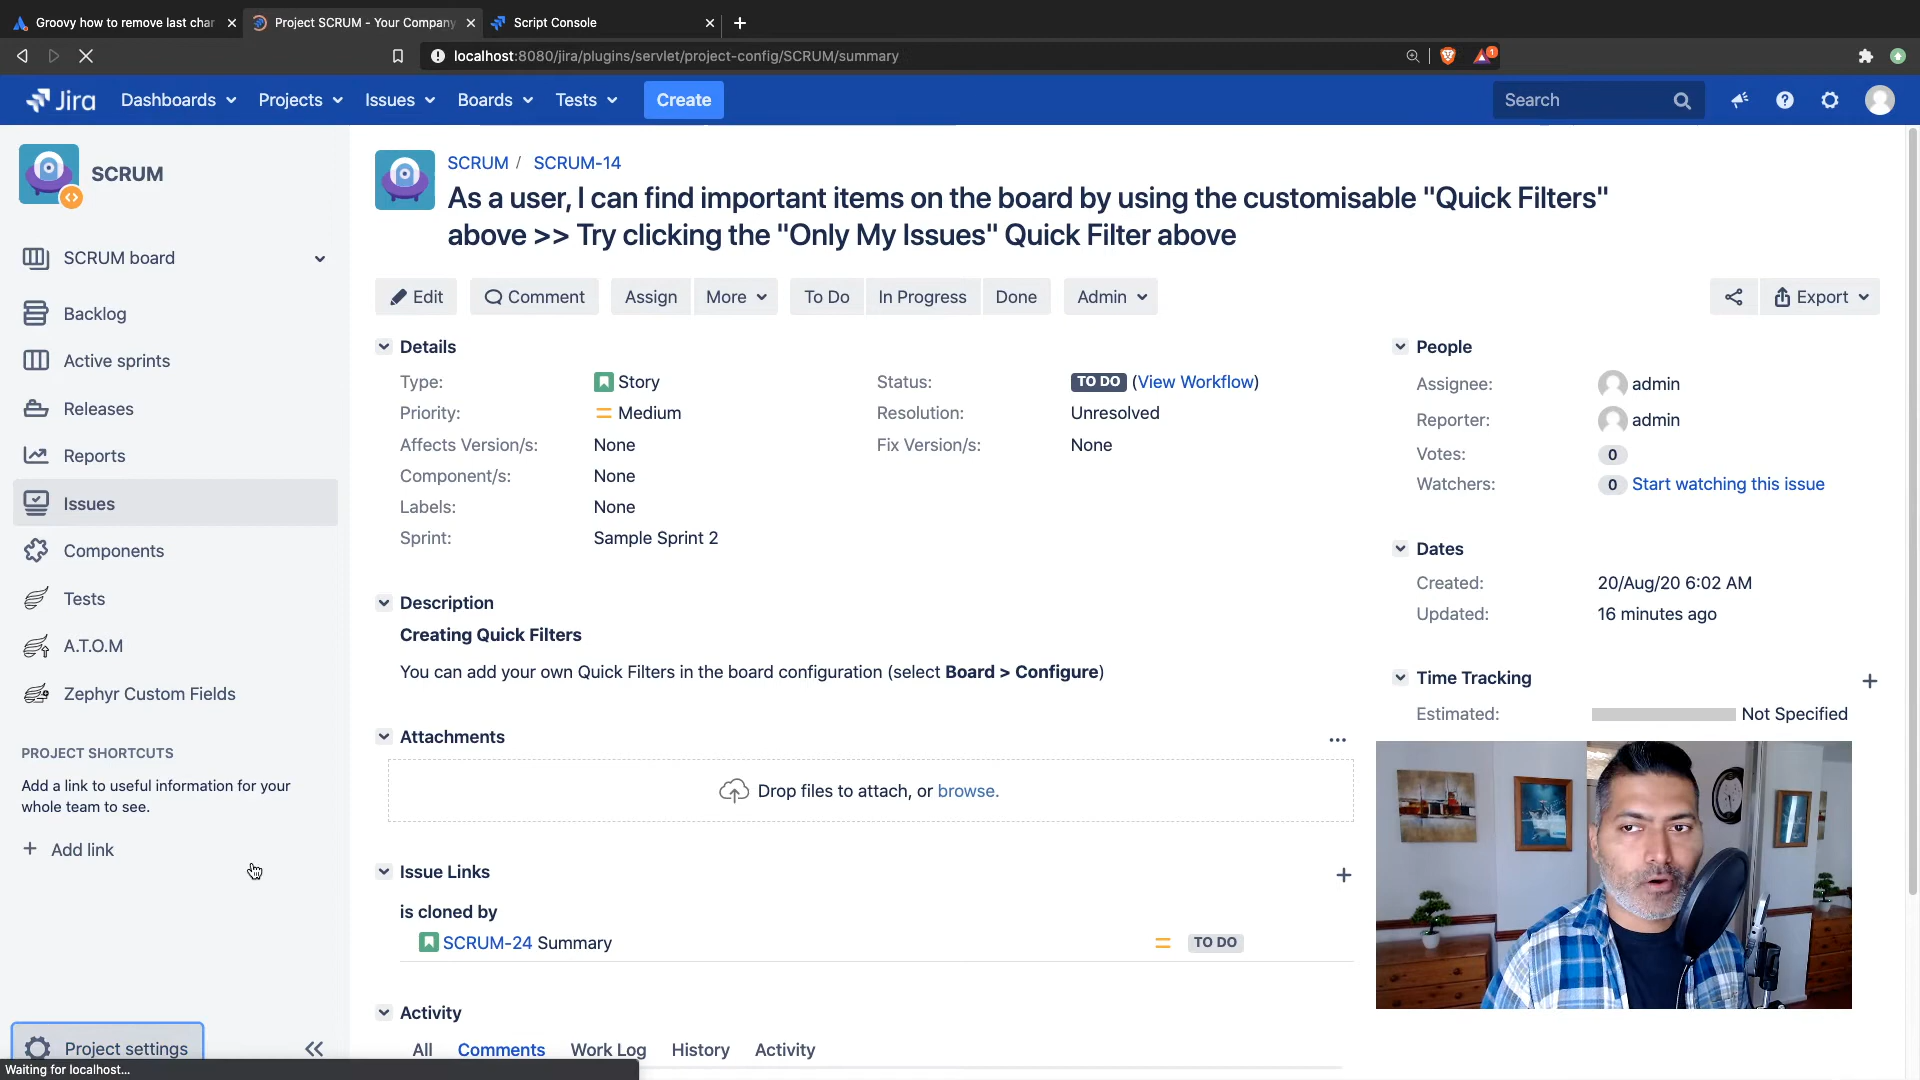 Groovy how to remove last char
Project SCRUM - Your Company
Script Console
localhost:8080/jira/plugins/servlet/project-config/SCRUM/summary
1
Jira
Dashboards
Projects
Issues
Boards
Tests
Create
Search
SCRUM
SCRUM board
Backlog
Active sprints
Releases
Reports
Issues
Components
Tests
A.T.O.M
Zephyr Custom Fields
PROJECT SHORTCUTS
Add a link to useful information for your
whole team to see.
+ Add link
Project settings
Waiting for localhost...
SCRUM / SCRUM-14
As a user, I can find important items on the board by using the customisable "Quick Filters"
above >> Try clicking the "Only My Issues" Quick Filter above
Edit
Comment
Assign
More
To Do
In Progress
Done
Admin
Export
Details
Type: Story
Priority: Medium
Affects Version/s: None
Component/s: None
Labels: None
Sprint: Sample Sprint 2
Status: TO DO (View Workflow)
Resolution: Unresolved
Fix Version/s: None
Description
Creating Quick Filters
You can add your own Quick Filters in the board configuration (select Board > Configure)
Attachments
Drop files to attach, or browse.
Issue Links
is cloned by
SCRUM-24 Summary TO DO
Activity
All Comments Work Log History Activity
People
Assignee: admin
Reporter: admin
Votes: 0
Watchers: 0 Start watching this issue
Dates
Created: 20/Aug/20 6:02 AM
Updated: 16 minutes ago
Time Tracking
Estimated: Not Specified